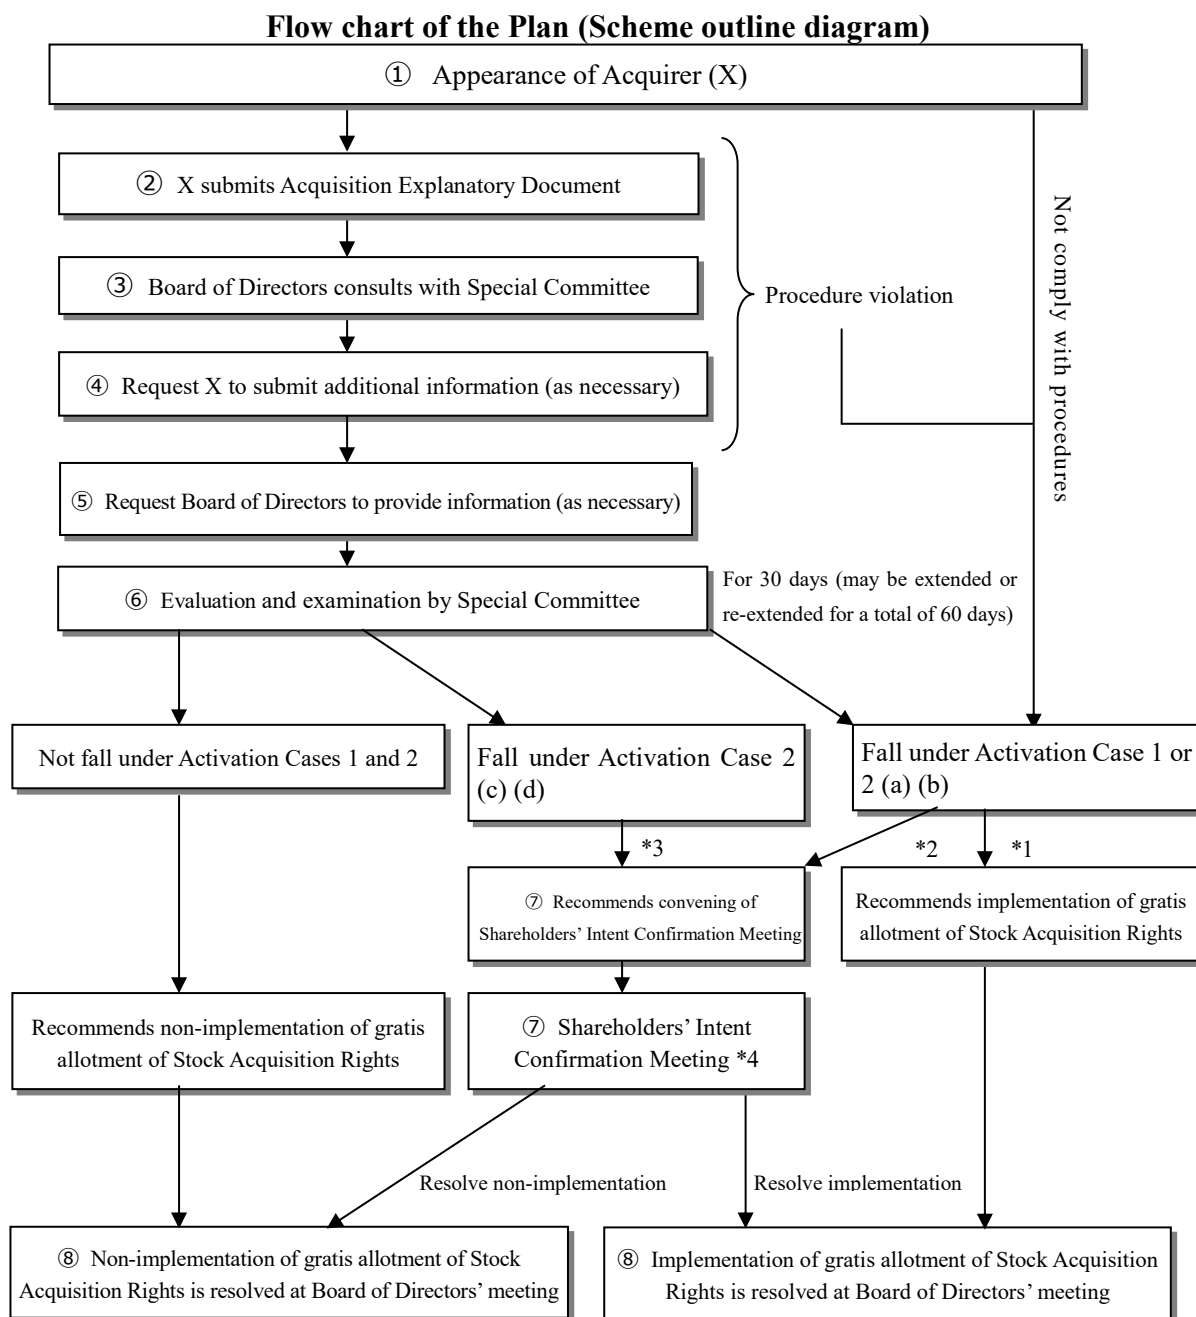 Flow chart of the Plan (Scheme outline diagram)
① Appearance of Acquirer (X)
② X submits Acquisition Explanatory Document
③ Board of Directors consults with Special Committee
Procedure violation
Not comply with procedures
④ Request X to submit additional information (as necessary)
⑤ Request Board of Directors to provide information (as necessary)
⑥ Evaluation and examination by Special Committee
For 30 days (may be extended or
re-extended for a total of 60 days)
Not fall under Activation Cases 1 and 2
Fall under Activation Case 2
(c) (d)
Fall under Activation Case 1 or
2 (a) (b)
*3
*2
*1
⑦ Recommends convening of
Shareholders’ Intent Confirmation Meeting
Recommends implementation of gratis
allotment of Stock Acquisition Rights
Recommends non-implementation of gratis
allotment of Stock Acquisition Rights
⑦ Shareholders’ Intent
Confirmation Meeting *4
Resolve non-implementation
Resolve implementation
⑧ Non-implementation of gratis allotment of Stock
Acquisition Rights is resolved at Board of Directors’ meeting
⑧ Implementation of gratis allotment of Stock Acquisition
Rights is resolved at Board of Directors’ meeting